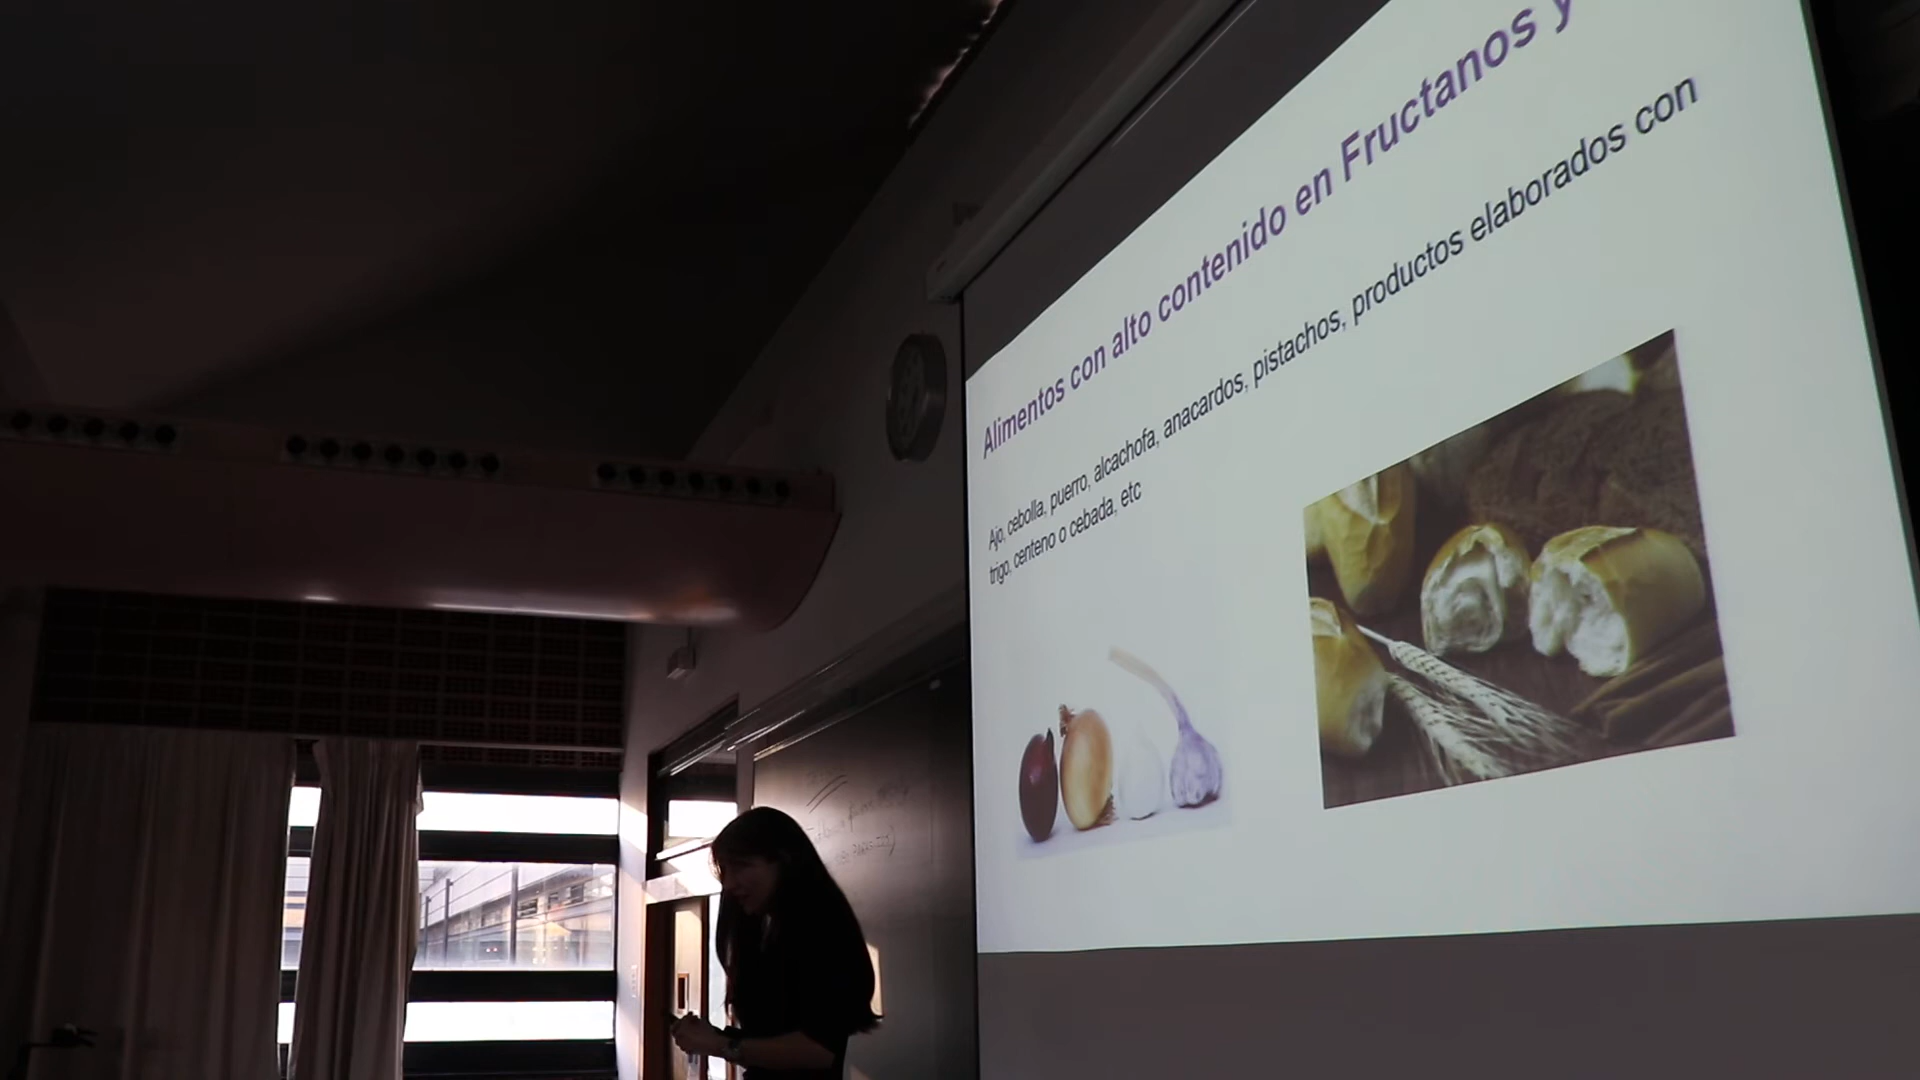 Alimentos con alto contenido en Fructanos y
Ajo, cebolla, puerro, alcachofa, anacardos, pistachos, productos elaborados con
trigo, centeno o cebada, etc